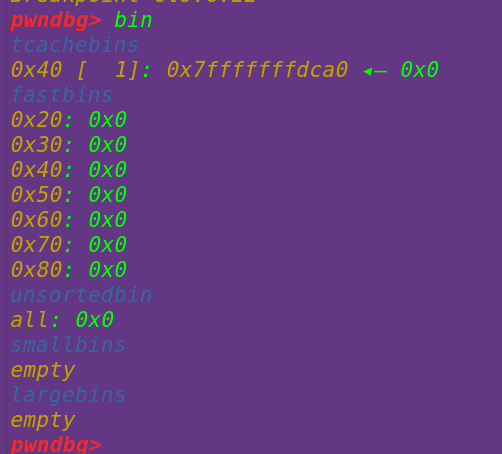 pwndbg> bin
tcachebins
0x40 [  1]: 0x7fffffffdca0 ◂— 0x0
fastbins
0x20: 0x0
0x30: 0x0
0x40: 0x0
0x50: 0x0
0x60: 0x0
0x70: 0x0
0x80: 0x0
unsortedbin
all: 0x0
smallbins
empty
largebins
empty
pwndbg>